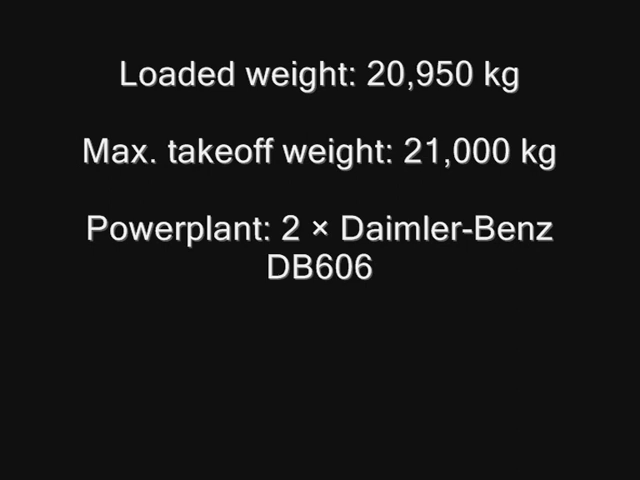 Loaded weight: 20,950 kg
Max. takeoff weight: 21,000 kg
Powerplant: 2 × Daimler-Benz
DB606